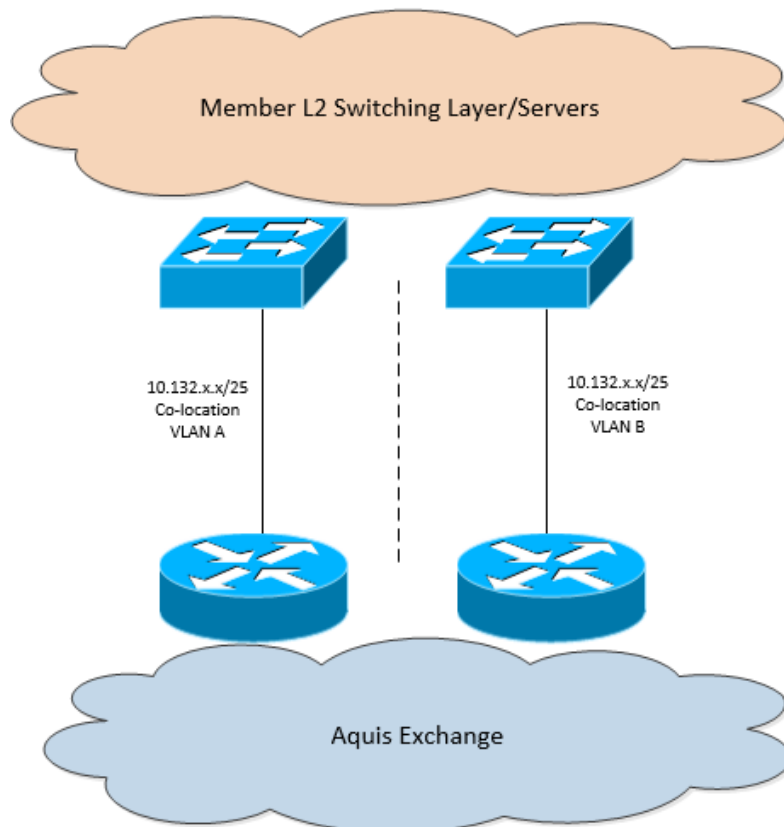 Member L2 Switching Layer/Servers
10.132.x.x/25
Co-location
VLAN A
10.132.x.x/25
Co-location
VLAN B
Aquis Exchange